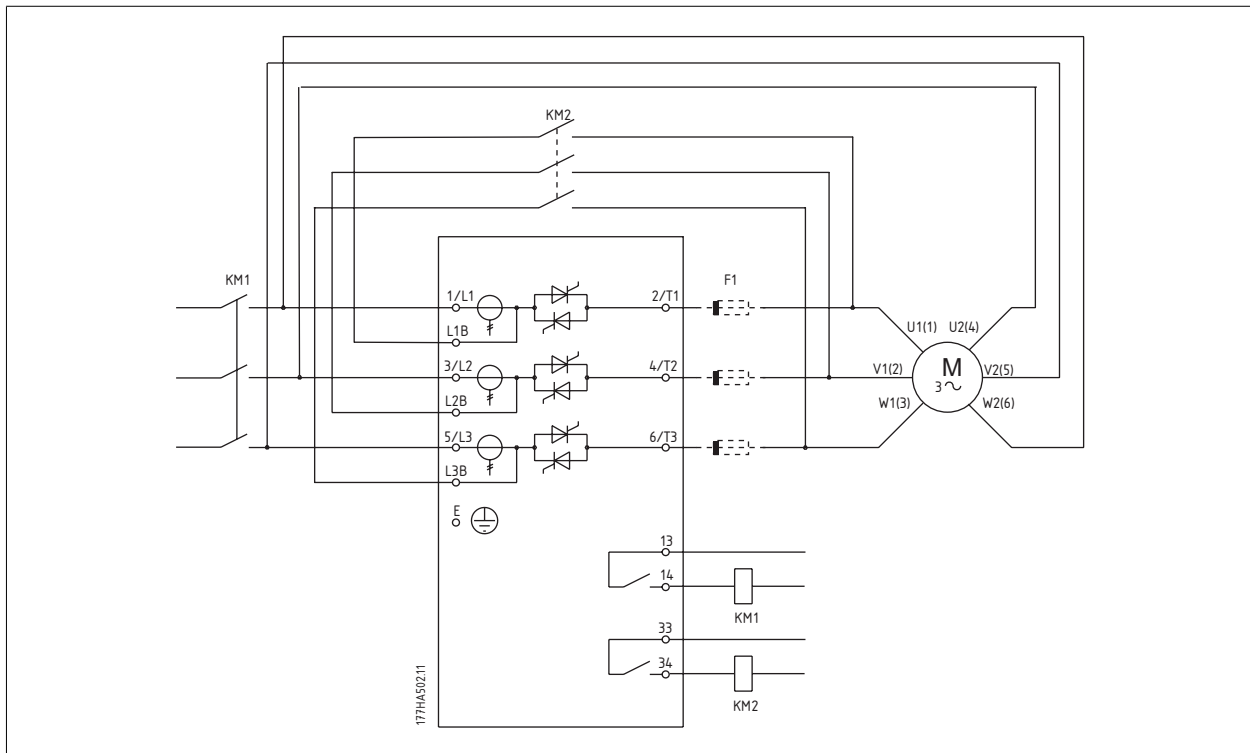 KM2
KM1
1/L1
2/T1
F1
L1B
U1(1)
U2(4)
3/L2
4/T2
V1(2)
M
3~
V2(5)
L2B
W1(3)
W2(6)
5/L3
6/T3
L3B
E
13
14
KM1
33
34
KM2
177HA502.11